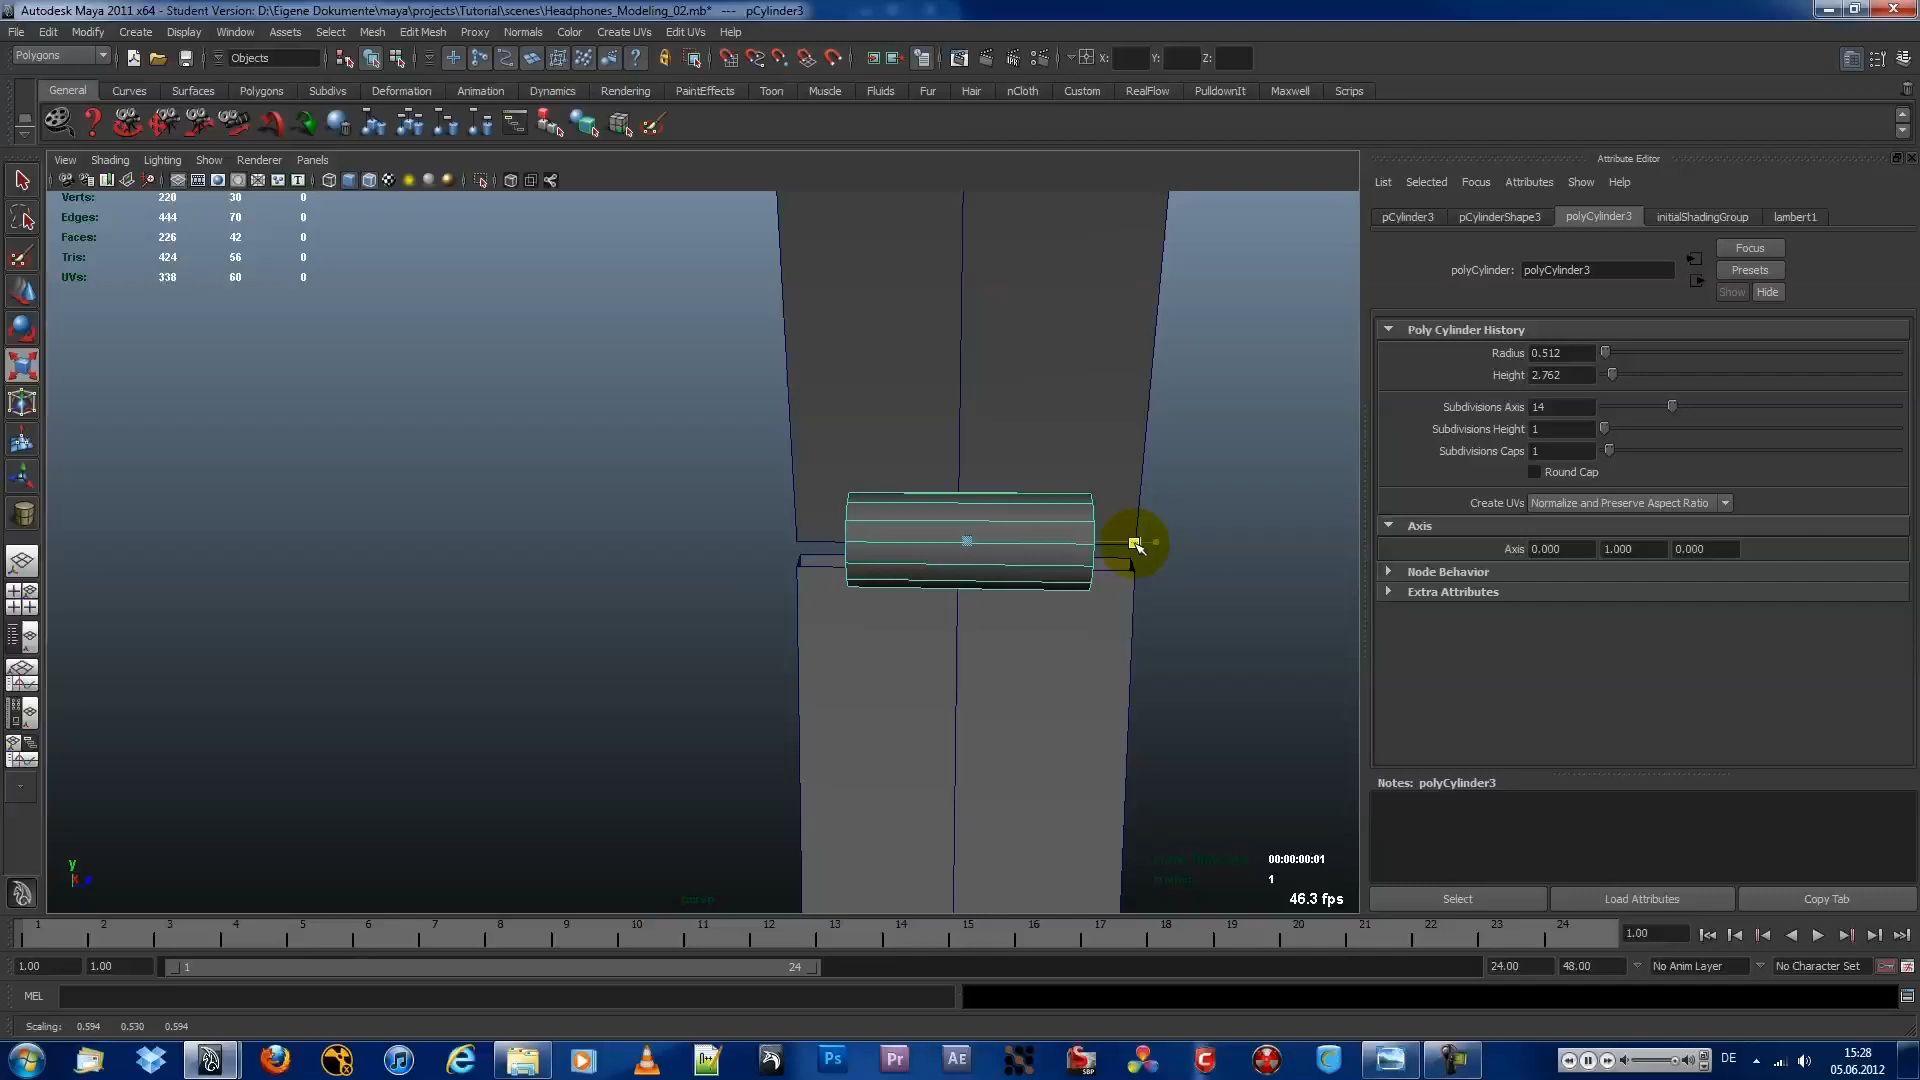 Autodesk Maya 2011 x64 - Student Version: D:\Eigene Dokumente\maya\projects\Tutorial\scenes\Headphones_Modeling_02.mb* --- pCylinder3
File Edit Modify Create Display Window Assets Select Mesh Edit Mesh Proxy Normals Color Create UVs Edit UVs Help
Polygons Objects X: Y: Z:
General Curves Surfaces Polygons Subdivs Deformation Animation Dynamics Rendering PaintEffects Toon Muscle Fluids Fur Hair nCloth Custom RealFlow PulldownIt Maxwell Scripts
View Shading Lighting Show Renderer Panels
Verts: 220 30 0
Edges: 444 70 0
Faces: 226 42 0
Tris: 424 56 0
UVs: 338 60 0
y
00:00:00:01
1
46.3 fps
persp
Attribute Editor
List Selected Focus Attributes Show Help
pCylinder3 pCylinderShape3 polyCylinder3 initialShadingGroup lambert1
Focus
polyCylinder: polyCylinder3 Presets
Show Hide
Poly Cylinder History
Radius 0.512
Height 2.762
Subdivisions Axis 14
Subdivisions Height 1
Subdivisions Caps 1
Round Cap
Create UVs Normalize and Preserve Aspect Ratio
Axis
Axis 0.000 1.000 0.000
Node Behavior
Extra Attributes
Notes: polyCylinder3
Select Load Attributes Copy Tab
1 2 3 4 5 6 7 8 9 10 11 12 13 14 15 16 17 18 19 20 21 22 23 24 1.00
1.00 1.00 1 24 24.00 48.00 No Anim Layer No Character Set
MEL
Scaling: 0.594 0.530 0.594
Ps Pr Ae SBP DE 15:28
05.06.2012